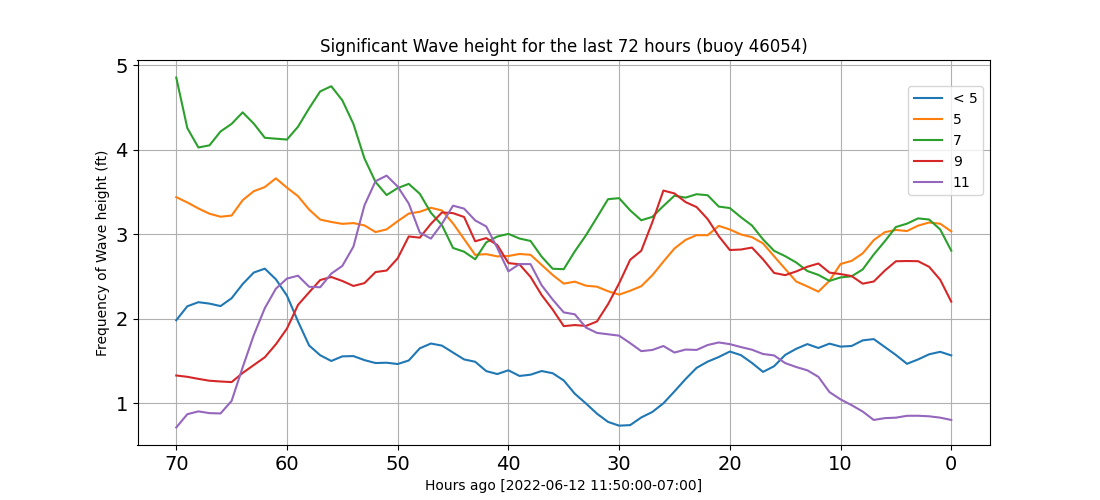 Significant Wave height for the last 72 hours (buoy 46054)
Frequency of Wave height (ft)
5
4
3
2
1
< 5
5
7
9
11
70 60 50 40 30 20 10 0
Hours ago [2022-06-12 11:50:00-07:00]